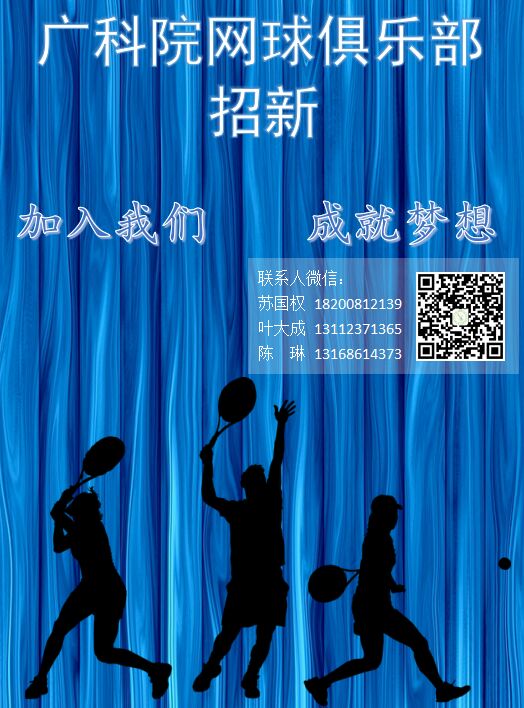 广科院网球俱乐部
招新
加入我们 成就梦想
联系人微信：
苏国权 18200812139
叶大成 13112371365
陈 琳 13168614373